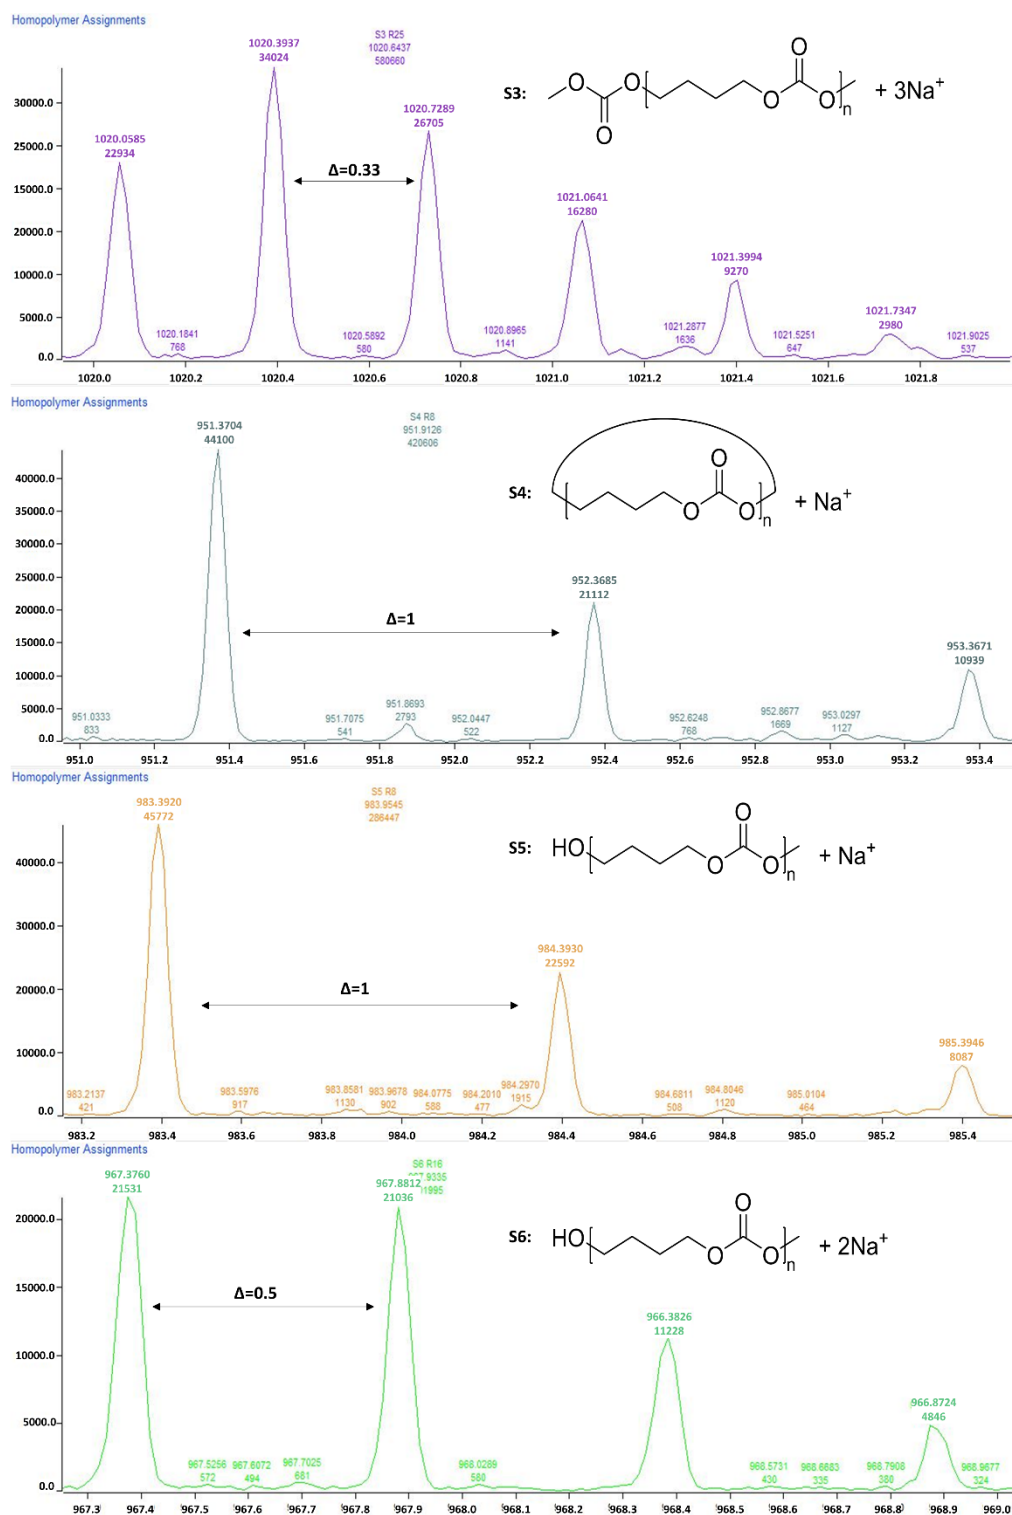 Homopolymer Assignments
1020.3937
34024
S3 R25
1020.6437
580660
S3:
O
O
O
O
O
O
n
+ 3Na+
1020.0585
22934
1020.7289
26705
Δ=0.33
1021.0641
16280
1021.3994
9270
1021.7347
2980
1020.1841
768
1020.5892
580
1020.8965
1141
1021.2877
1636
1021.5251
647
1021.9025
537
30000.0
25000.0
15000.0
20000.0
10000.0
5000.0
0.0
1020.0 1020.2 1020.4 1020.6 1020.8 1021.0 1021.2 1021.4 1021.6 1021.8
Homopolymer Assignments
951.3704
44100
S4 R8
951.9126
420606
S4:
O
O
O
n
+ Na+
952.3685
21112
Δ=1
953.3671
10939
951.0333
833
951.7075
541
951.8693
2793
952.0447
522
952.6248
768
952.8677
1669
953.0297
1127
40000.0
35000.0
30000.0
25000.0
20000.0
15000.0
10000.0
5000.0
0.0
951.0 951.2 951.4 951.6 951.8 952.0 952.2 952.4 952.6 952.8 953.0 953.2 953.4
Homopolymer Assignments
983.3920
45772
S5 R8
983.9545
286447
S5:
HO
O
O
O
n
+ Na+
984.3930
22592
Δ=1
985.3946
8087
983.2137
421
983.5976
917
983.8581
1130
983.9678
902
984.0775
588
984.2010
477
984.2970
1915
984.6811
508
984.8046
1120
985.0104
464
40000.0
30000.0
20000.0
10000.0
0.0
983.2 983.4 983.6 983.8 984.0 984.2 984.4 984.6 984.8 985.0 985.2 985.4
Homopolymer Assignments
967.3760
21531
S6 R16
967.8812
21036
S6:
HO
O
O
O
n
+ 2Na+
Δ=0.5
966.3826
11228
966.8724
4846
967.5256
572
967.6072
494
967.7025
681
968.0289
560
968.5731
430
968.6683
335
968.7908
380
968.9677
324
20000.0
15000.0
10000.0
5000.0
0.0
967.3 967.4 967.6 967.7 967.8 967.9 968.0 968.1 968.2 968.3 968.4 968.5 968.6 968.7 968.8 968.9 969.0